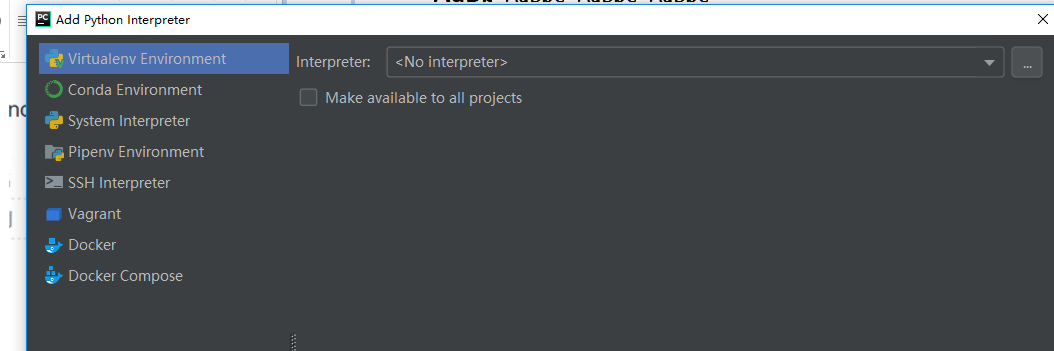 Add Python Interpreter
Virtualenv Environment
Conda Environment
System Interpreter
Pipenv Environment
SSH Interpreter
Vagrant
Docker
Docker Compose
Interpreter: <No interpreter> ...
Make available to all projects